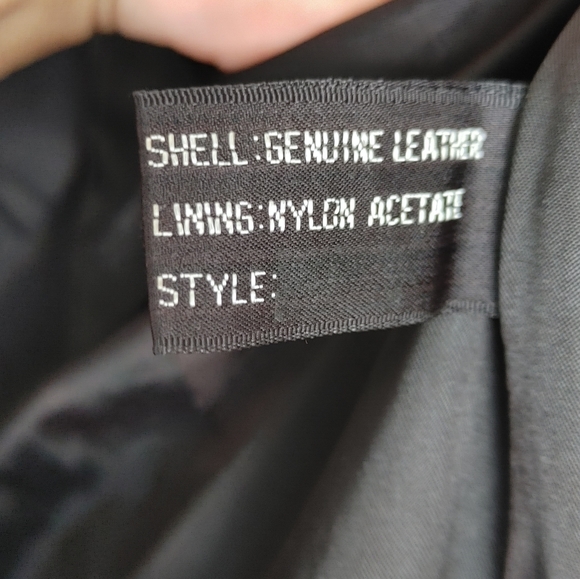 SHELL:GENUINE LEATHER
LINING:NYLON ACETATE
STYLE: